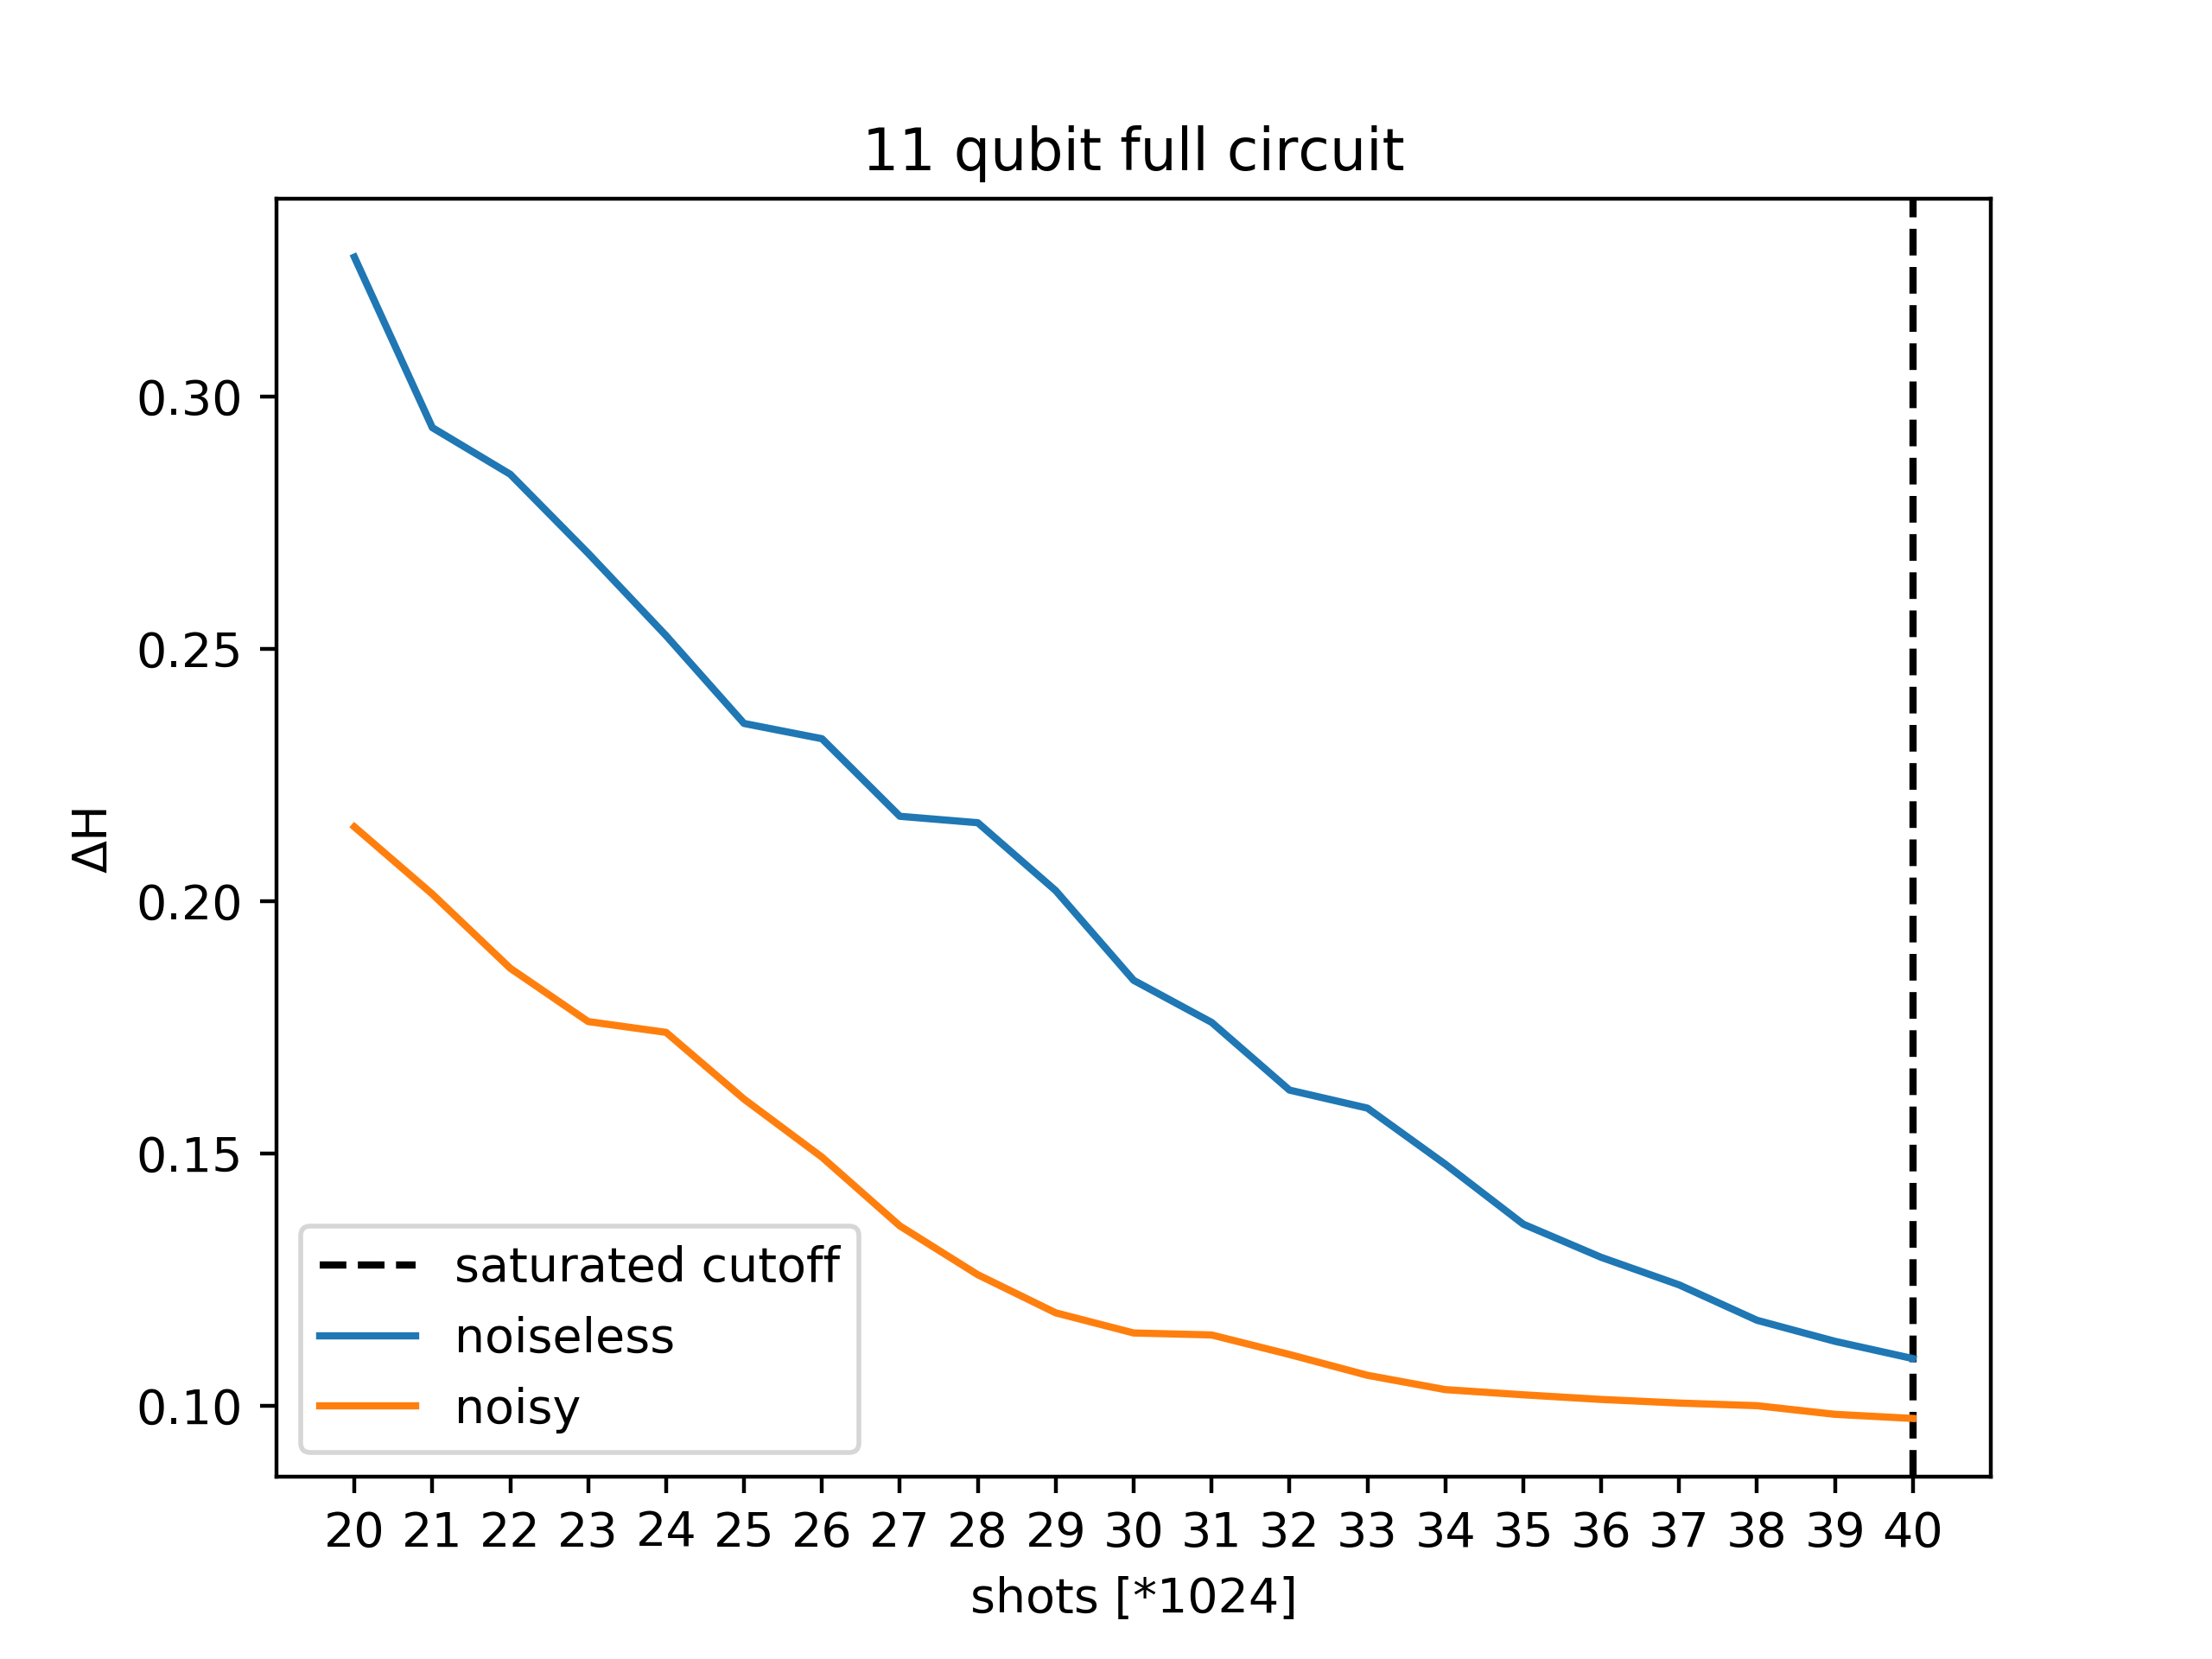 11 qubit full circuit
0.30
0.25
0.20
0.15
0.10
ΔH
saturated cutoff
noiseless
noisy
20 21 22 23 24 25 26 27 28 29 30 31 32 33 34 35 36 37 38 39 40
shots [*1024]